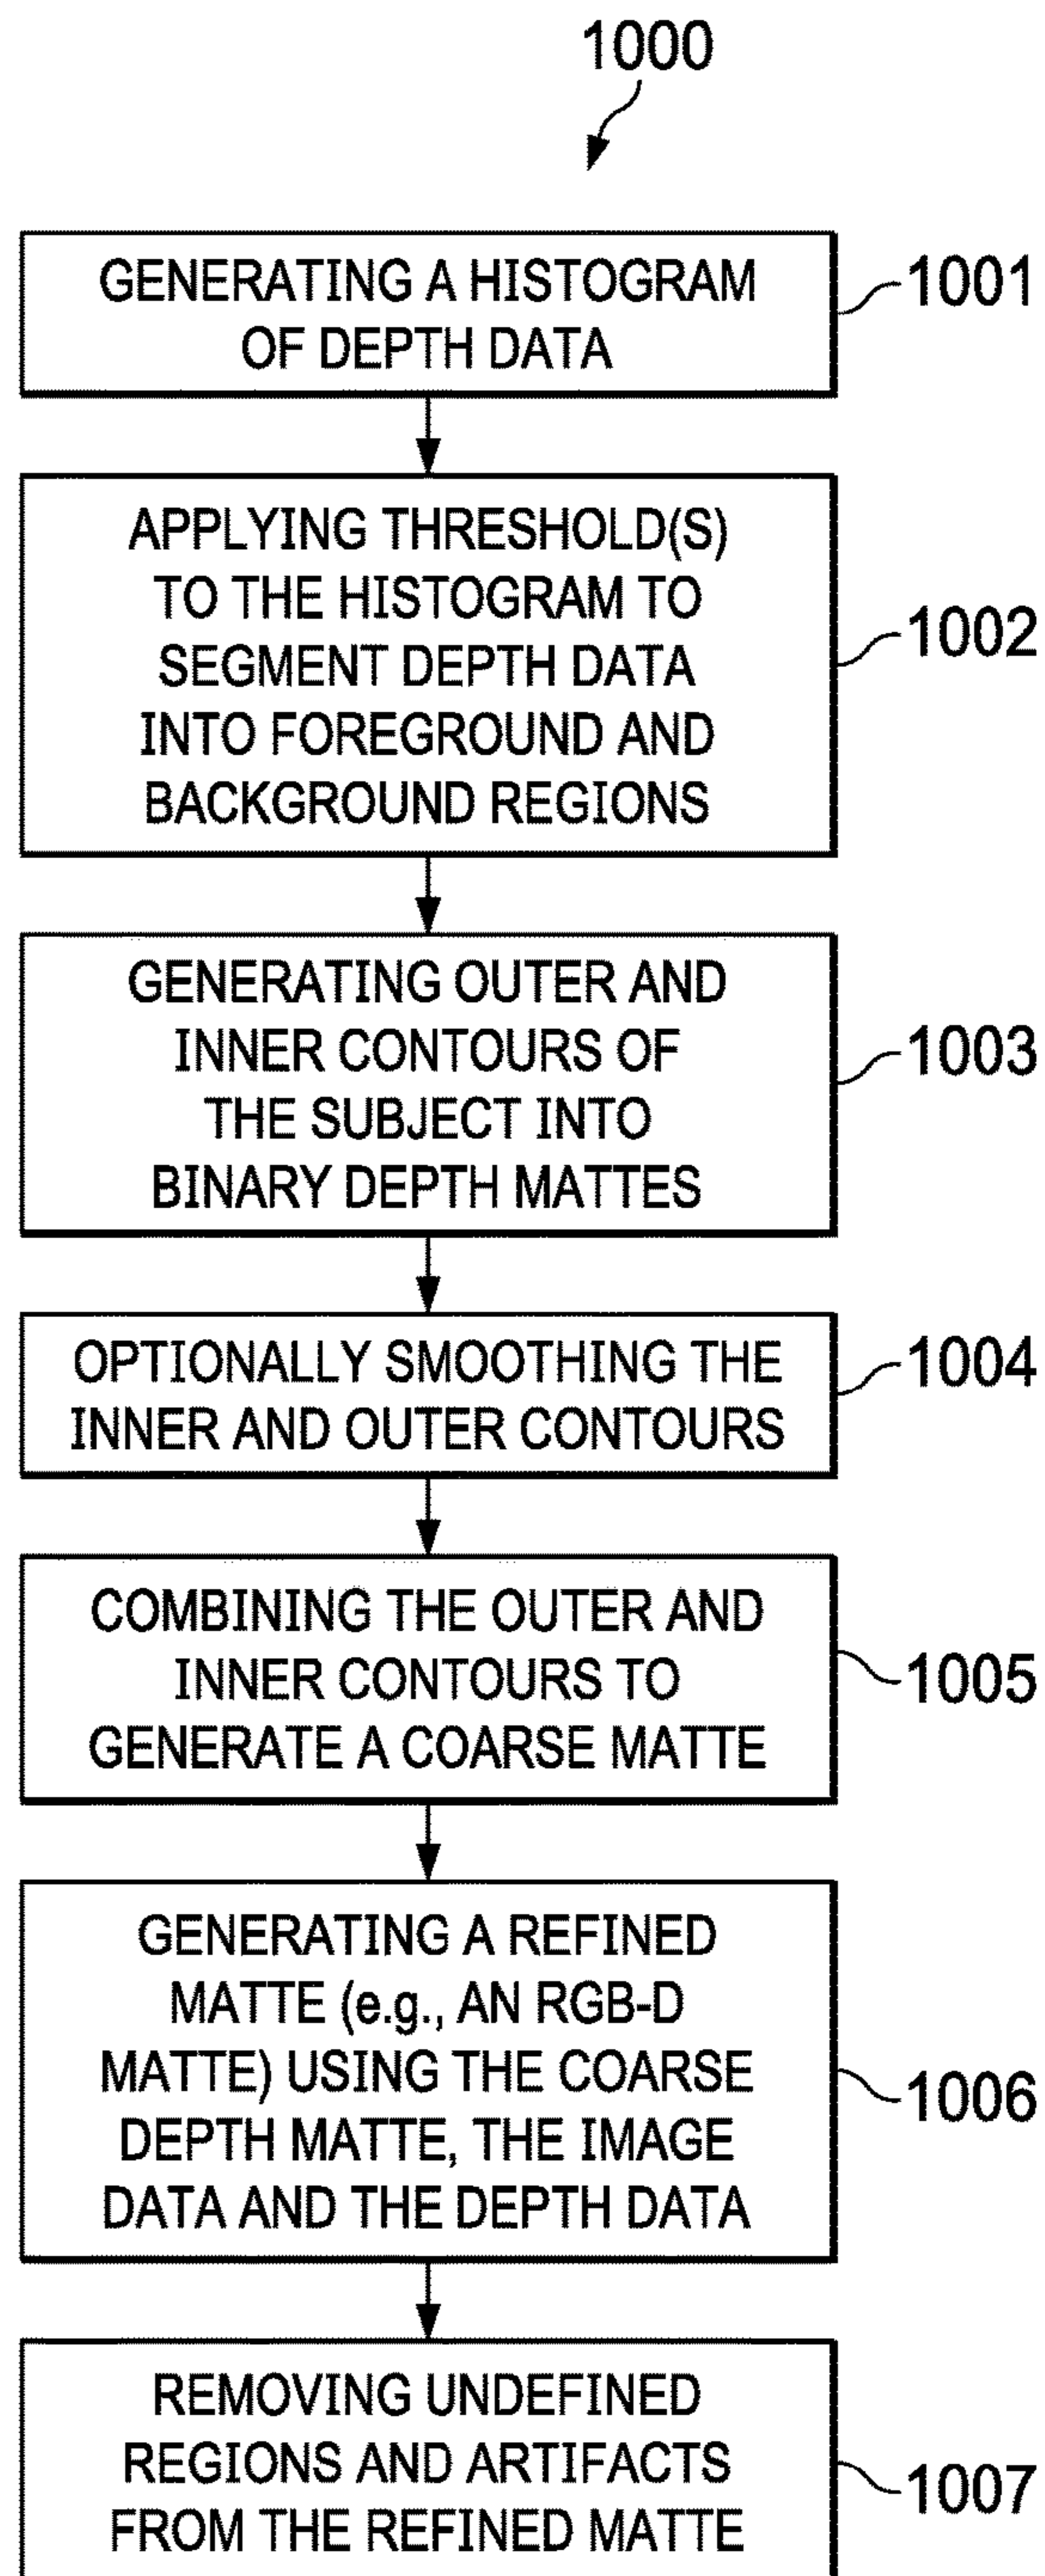 1000
GENERATING A HISTOGRAM
OF DEPTH DATA
1001
APPLYING THRESHOLD(S)
TO THE HISTOGRAM TO
SEGMENT DEPTH DATA
INTO FOREGROUND AND
BACKGROUND REGIONS
1002
GENERATING OUTER AND
INNER CONTOURS OF
THE SUBJECT INTO
BINARY DEPTH MATTES
1003
OPTIONALLY SMOOTHING THE
INNER AND OUTER CONTOURS
1004
COMBINING THE OUTER AND
INNER CONTOURS TO
GENERATE A COARSE MATTE
1005
GENERATING A REFINED
MATTE (e.g., AN RGB-D
MATTE) USING THE COARSE
DEPTH MATTE, THE IMAGE
DATA AND THE DEPTH DATA
1006
REMOVING UNDEFINED
REGIONS AND ARTIFACTS
FROM THE REFINED MATTE
1007